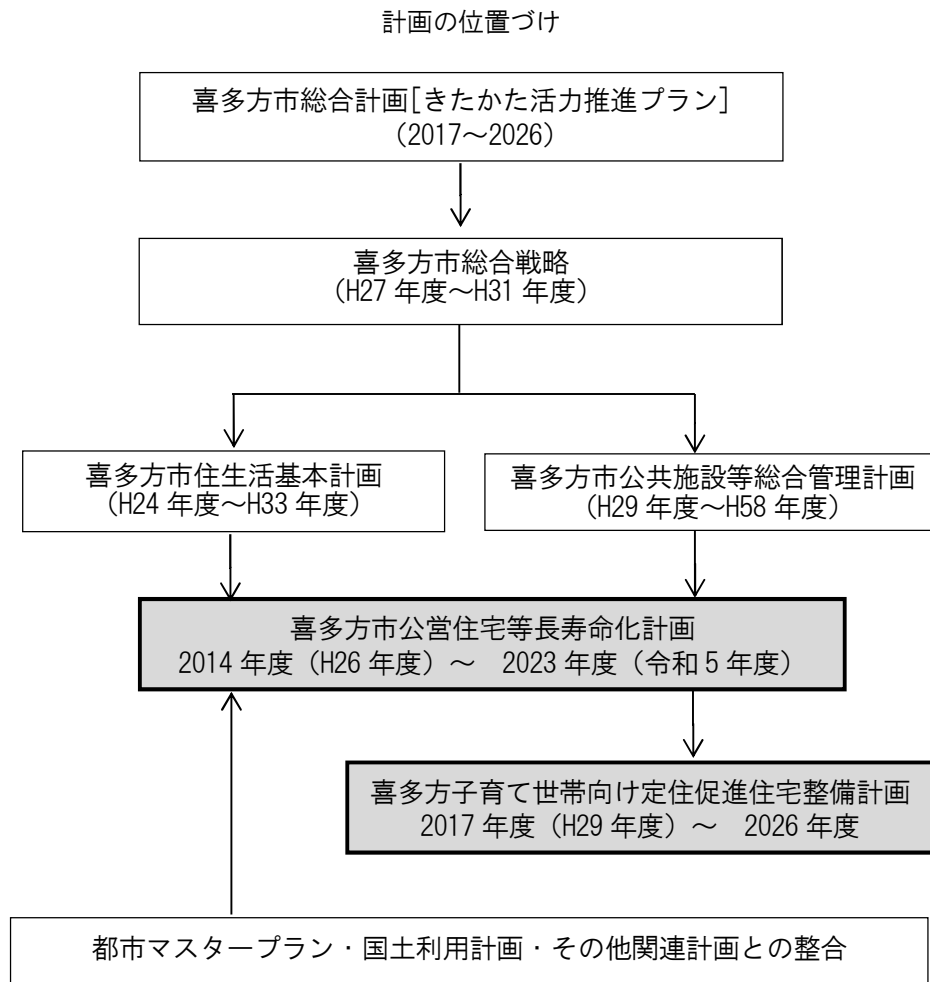 計画の位置づけ
喜多方市総合計画[きたかた活力推進プラン]
(2017～2026)
喜多方市総合戦略
(H27 年度～H31 年度)
喜多方市住生活基本計画
(H24 年度～H33 年度)
喜多方市公共施設等総合管理計画
(H29 年度～H58 年度)
喜多方市公営住宅等長寿命化計画
2014 年度（H26 年度）～　2023 年度（令和 5 年度）
喜多方子育て世帯向け定住促進住宅整備計画
2017 年度（H29 年度）～　2026 年度
都市マスタープラン・国土利用計画・その他関連計画との整合